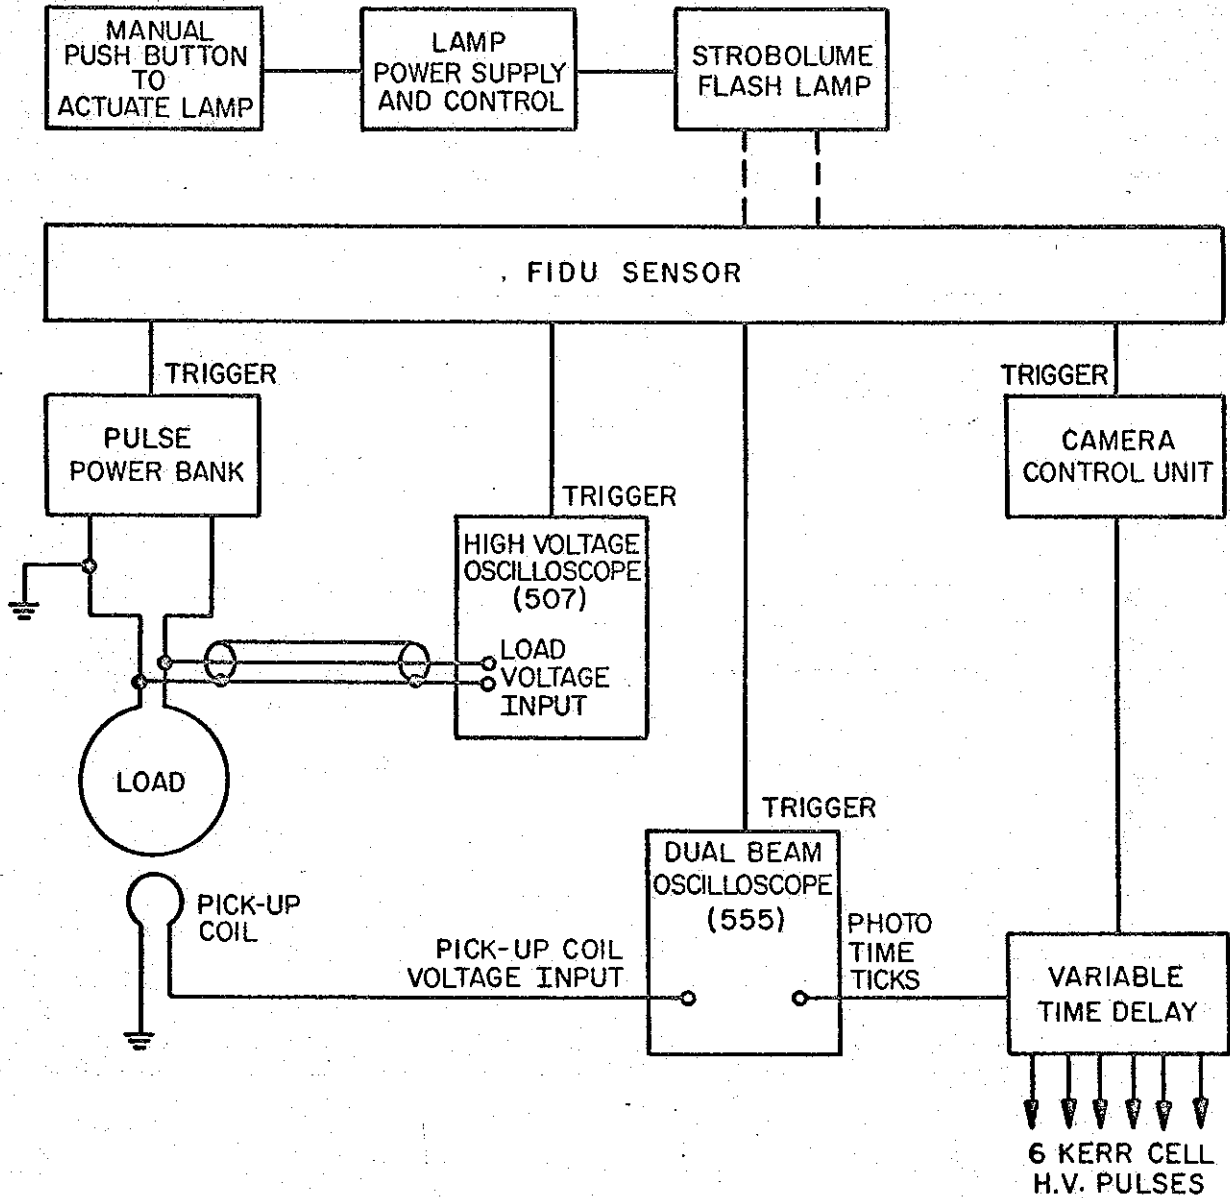 MANUAL
PUSH BUTTON
TO
ACTUATE LAMP
LAMP
POWER SUPPLY
AND CONTROL
STROBOLUME
FLASH LAMP
FIDU SENSOR
TRIGGER
TRIGGER
PULSE
POWER BANK
CAMERA
CONTROL UNIT
TRIGGER
HIGH VOLTAGE
OSCILLOSCOPE
(507)
LOAD
VOLTAGE
INPUT
LOAD
TRIGGER
DUAL BEAM
OSCILLOSCOPE
(555)
PICK-UP
COIL
PICK-UP COIL
VOLTAGE INPUT
PHOTO
TIME
TICKS
VARIABLE
TIME DELAY
6 KERR CELL
H.V. PULSES